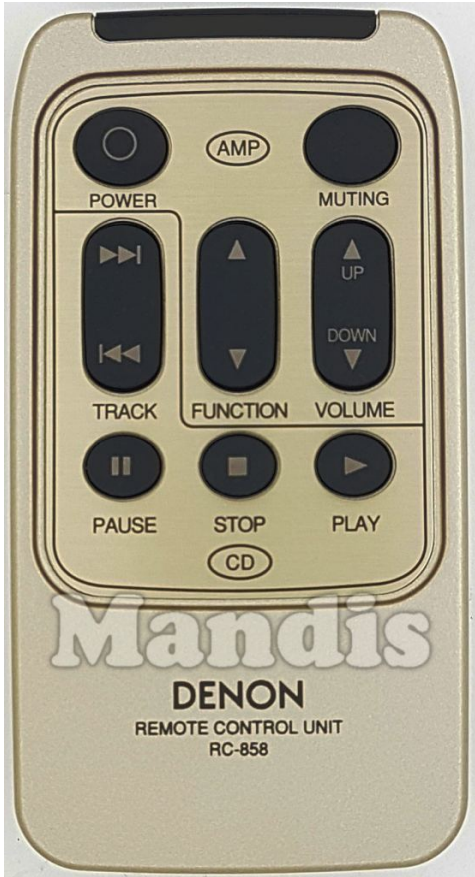 AMP
POWER
MUTING
UP
DOWN
TRACK
FUNCTION
VOLUME
PAUSE
STOP
PLAY
CD
Mandis
DENON
REMOTE CONTROL UNIT
RC-858